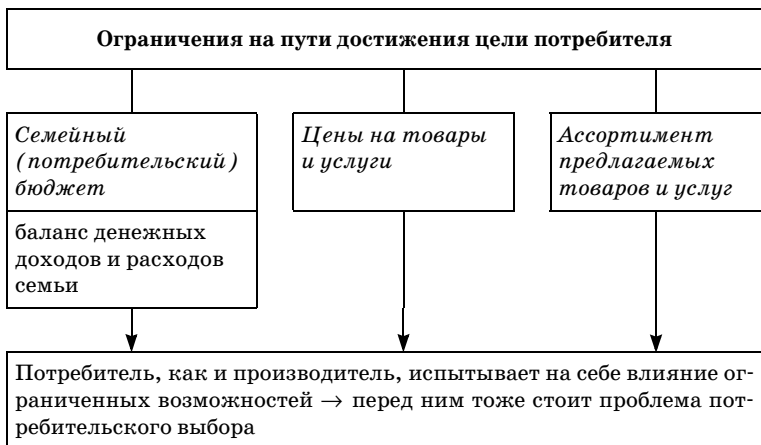 Ограничения на пути достижения цели потребителя
Семейный
(потребительский)
бюджет
баланс денежных
доходов и расходов
семьи
Цены на товары
и услуги
Ассортимент
предлагаемых
товаров и услуг
Потребитель, как и производитель, испытывает на себе влияние ог-
раниченных возможностей → перед ним тоже стоит проблема пот-
ребительского выбора